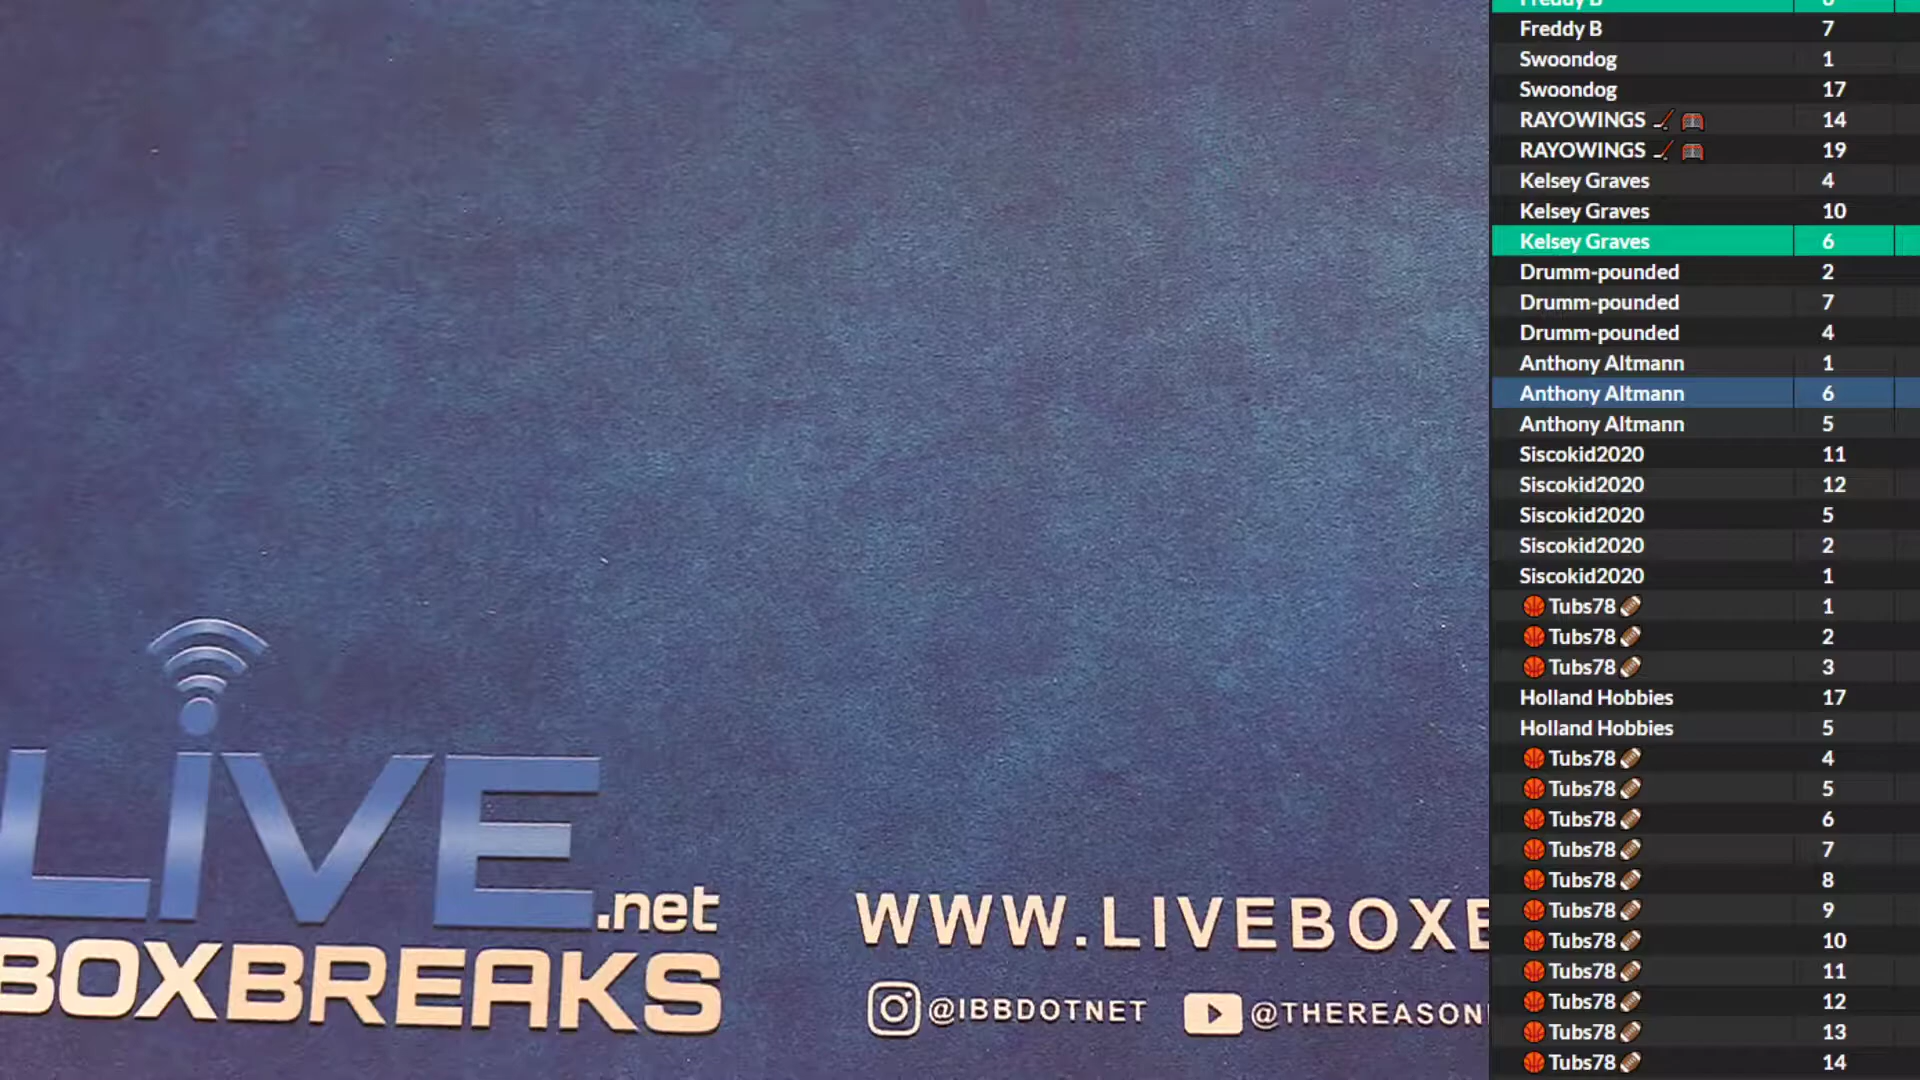 Freddy B
Freddy B 7
Swoondog 1
Swoondog 17
RAYOWINGS 🏒 🥅 14
RAYOWINGS 🏒 🥅 19
Kelsey Graves 4
Kelsey Graves 10
Kelsey Graves 6
Drumm-pounded 2
Drumm-pounded 7
Drumm-pounded 4
Anthony Altmann 1
Anthony Altmann 6
Anthony Altmann 5
Siscokid2020 11
Siscokid2020 12
Siscokid2020 5
Siscokid2020 2
Siscokid2020 1
🏀 Tubs78 🏈 1
🏀 Tubs78 🏈 2
🏀 Tubs78 🏈 3
Holland Hobbies 17
Holland Hobbies 5
🏀 Tubs78 🏈 4
🏀 Tubs78 🏈 5
🏀 Tubs78 🏈 6
🏀 Tubs78 🏈 7
🏀 Tubs78 🏈 8
🏀 Tubs78 🏈 9
🏀 Tubs78 🏈 10
🏀 Tubs78 🏈 11
🏀 Tubs78 🏈 12
🏀 Tubs78 🏈 13
🏀 Tubs78 🏈 14
LiVE.net
BOXBREAKS
WWW.LIVEBOXB
@IBBDOTNET @THEREASON